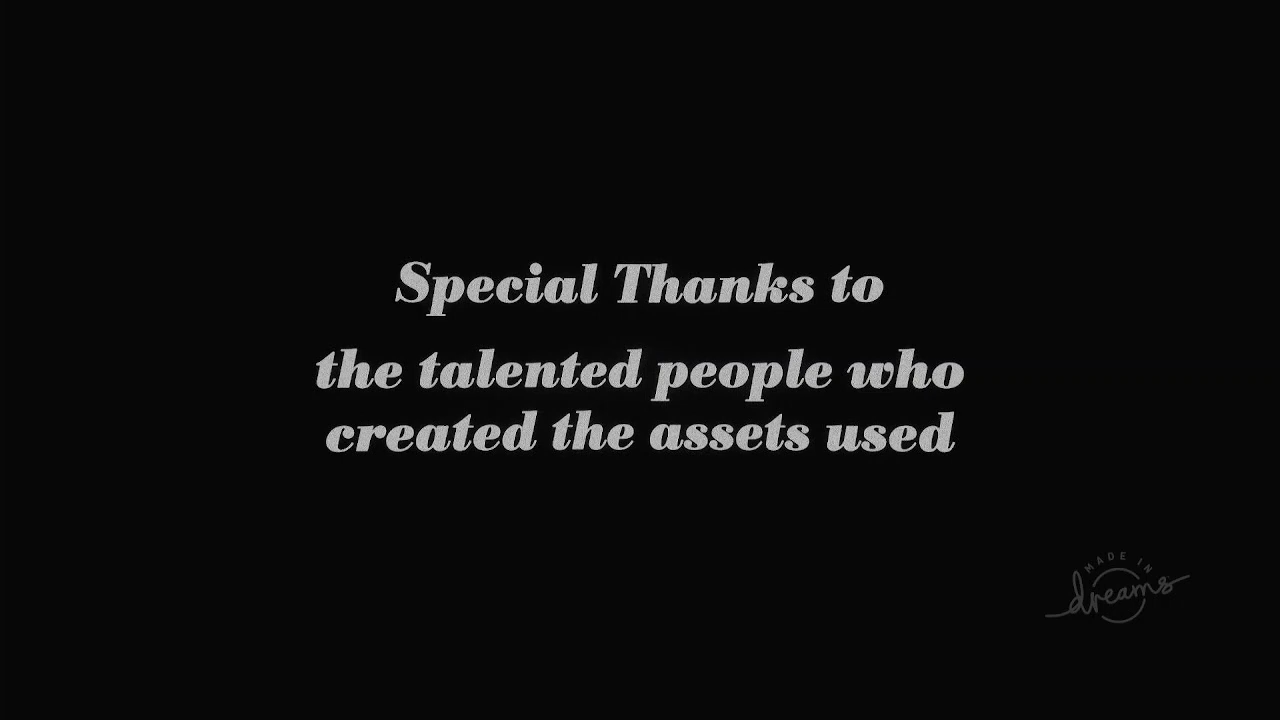 Special Thanks to
the talented people who
created the assets used
MADE IN
dreams